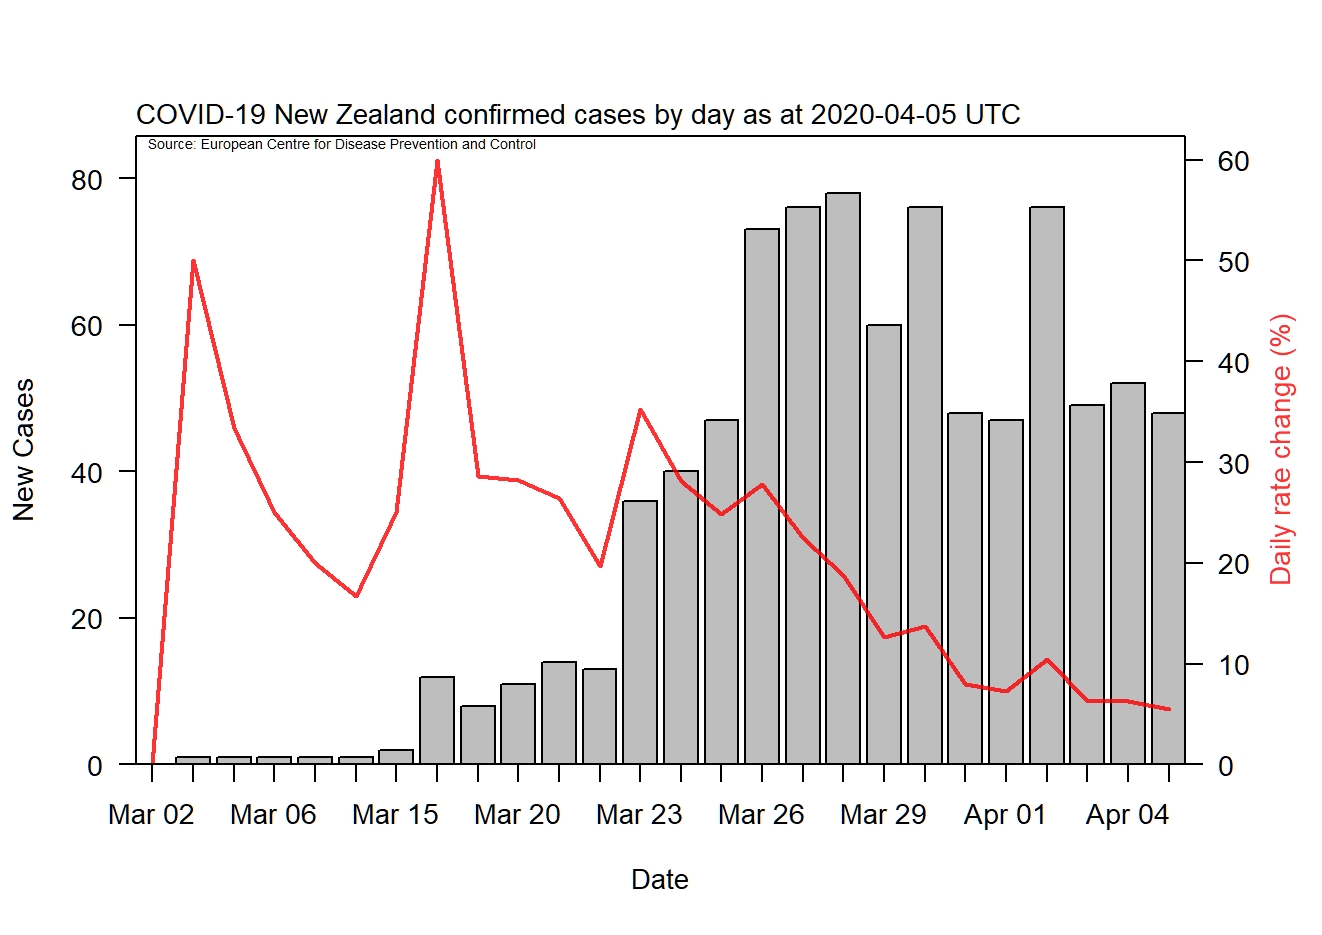 COVID-19 New Zealand confirmed cases by day as at 2020-04-05 UTC
Source: European Centre for Disease Prevention and Control
New Cases
80
60
40
20
0
60
50
40
30
20
10
0
Daily rate change (%)
Mar 02 Mar 06 Mar 15 Mar 20 Mar 23 Mar 26 Mar 29 Apr 01 Apr 04
Date